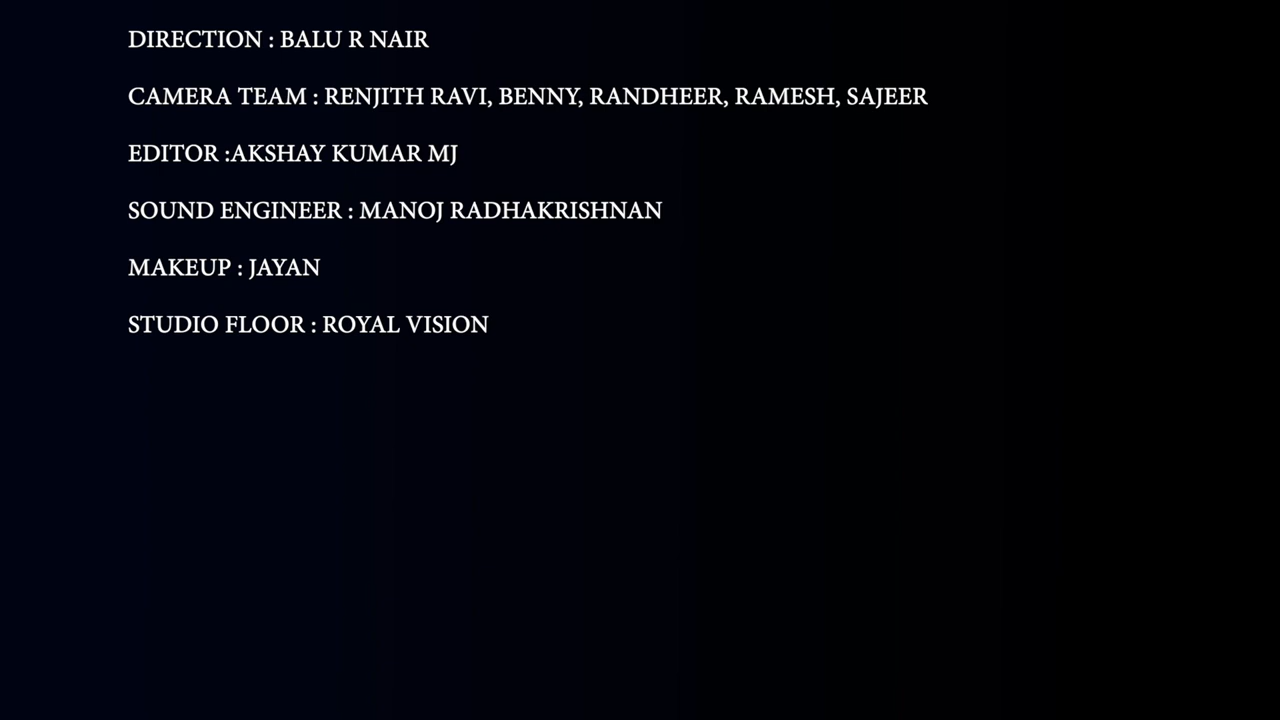 DIRECTION : BALU R NAIR
CAMERA TEAM : RENJITH RAVI, BENNY, RANDHEER, RAMESH, SAJEER
EDITOR :AKSHAY KUMAR MJ
SOUND ENGINEER : MANOJ RADHAKRISHNAN
MAKEUP : JAYAN
STUDIO FLOOR : ROYAL VISION